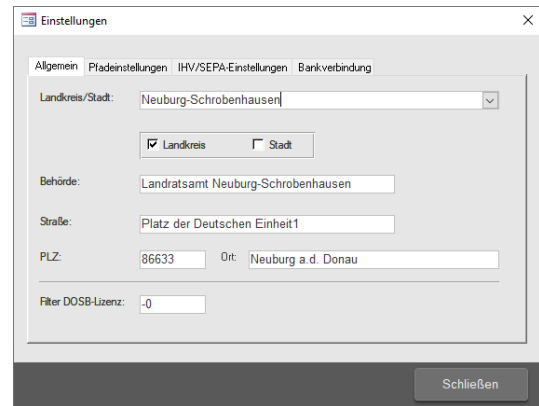 Einstellungen
Allgemein Pfadeinstellungen IHV/SEPA-Einstellungen Bankverbindung
Landkreis/Stadt: Neuburg-Schrobenhausen
Landkreis Stadt
Behörde: Landratsamt Neuburg-Schrobenhausen
Straße: Platz der Deutschen Einheit1
PLZ: 86633 Ort: Neuburg a.d. Donau
Filter DOSB-Lizenz: -0
Schließen